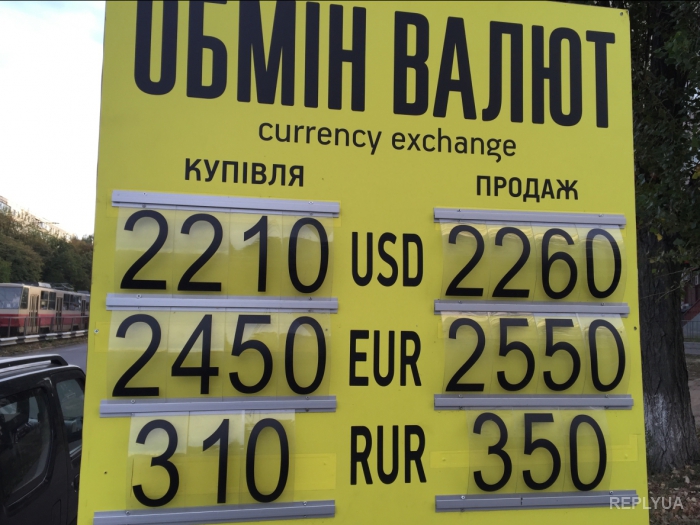 ОБМІН ВАЛЮТ
currency exchange
КУПІВЛЯ ПРОДАЖ
2210 USD 2260
2450 EUR 2550
310 RUR 350
REPLYUA